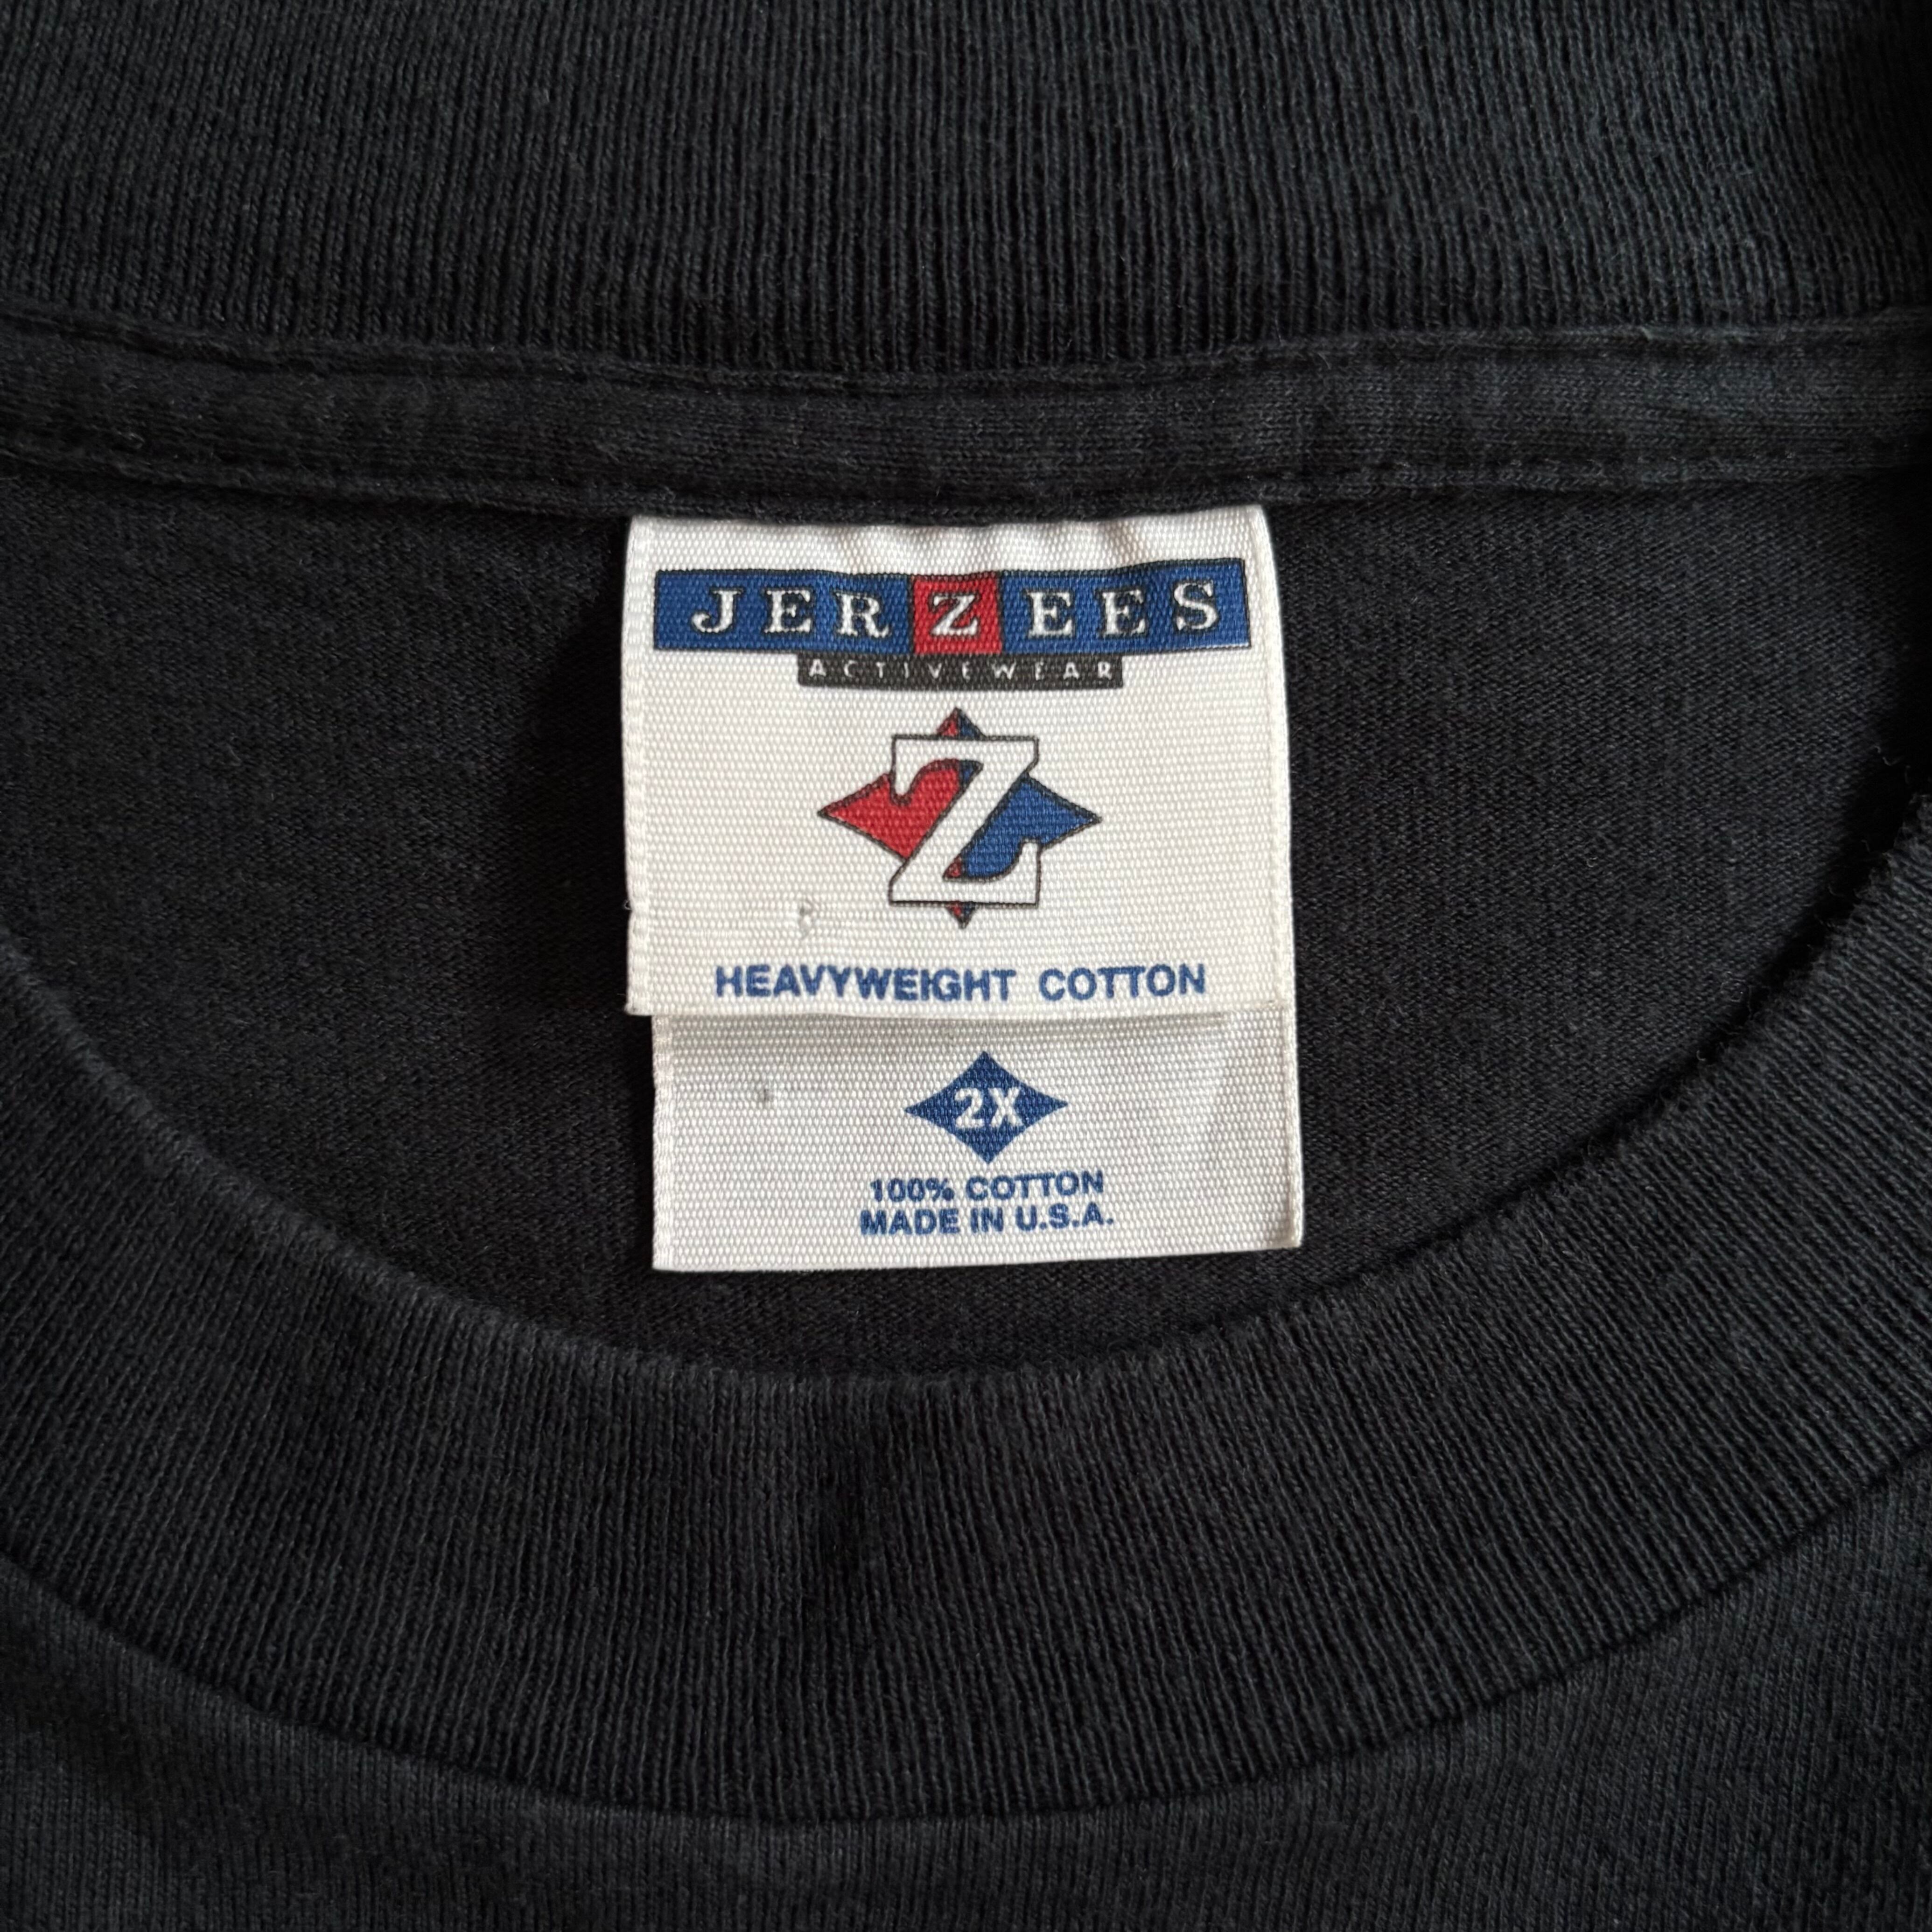 JERZEES
ACTIVEWEAR
Z
HEAVYWEIGHT COTTON
2X
100% COTTON
MADE IN U.S.A.